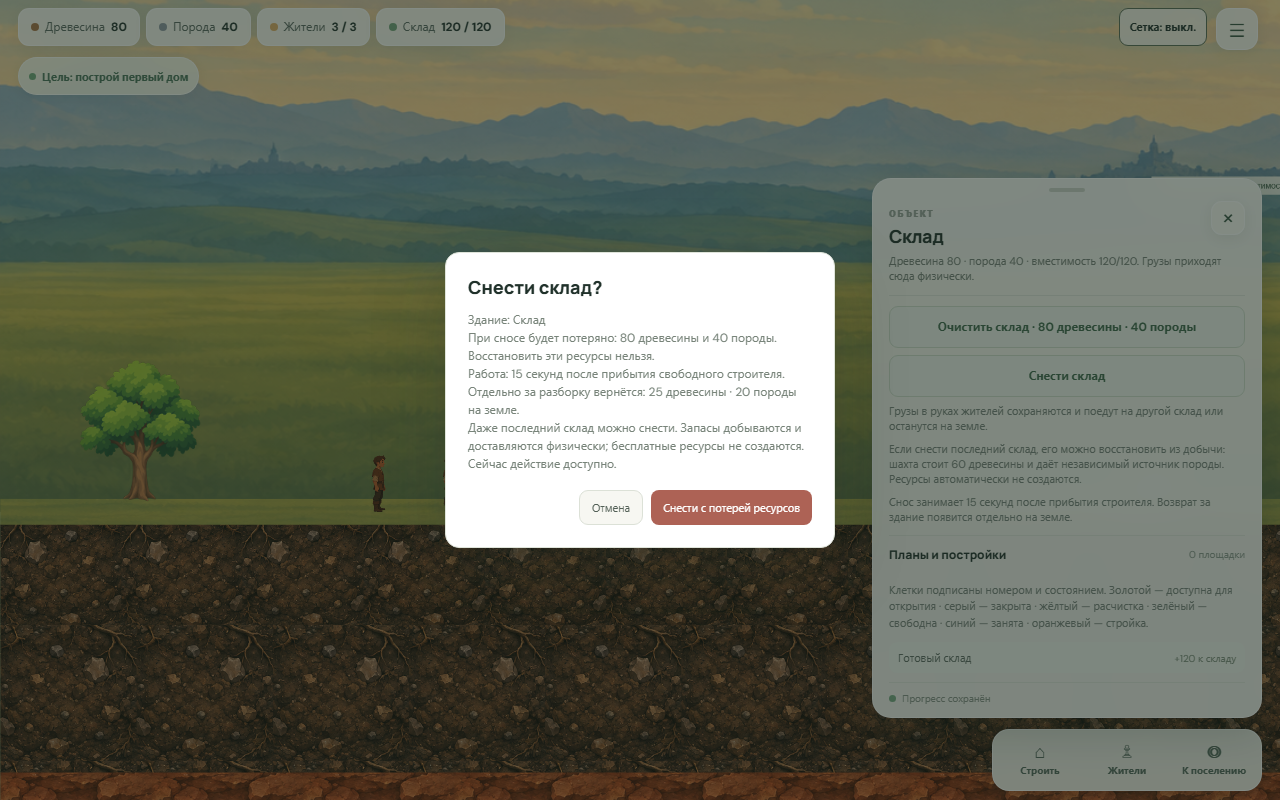 Древесина 80
Порода 40
Жители 3 / 3
Склад 120 / 120
Сетка: выкл.
Цель: построй первый дом
ОБЪЕКТ
Склад
Древесина 80 · порода 40 · вместимость 120/120. Грузы приходят
сюда физически.
Очистить склад · 80 древесины · 40 породы
Снести склад
Грузы в руках жителей сохраняются и поедут на другой склад или
останутся на земле.
Если снести последний склад, его можно восстановить из добычи:
шахта стоит 60 древесины и даёт независимый источник породы.
Ресурсы автоматически не создаются.
Снос занимает 15 секунд после прибытия строителя. Возврат за
здание появится отдельно на земле.
Планы и постройки
0 площадки
Клетки подписаны номером и состоянием. Золотой — доступна для
открытия · серый — закрыта · жёлтый — расчистка · зелёный —
свободна · синий — занята · оранжевый — стройка.
Готовый склад
+120 к складу
Прогресс сохранён
Снести склад?
Здание: Склад
При сносе будет потеряно: 80 древесины и 40 породы.
Восстановить эти ресурсы нельзя.
Работа: 15 секунд после прибытия свободного строителя.
Отдельно за разборку вернётся: 25 древесины · 20 породы
на земле.
Даже последний склад можно снести. Запасы добываются и
доставляются физически; бесплатные ресурсы не создаются.
Сейчас действие доступно.
Отмена
Снести с потерей ресурсов
Строить
Жители
К поселению